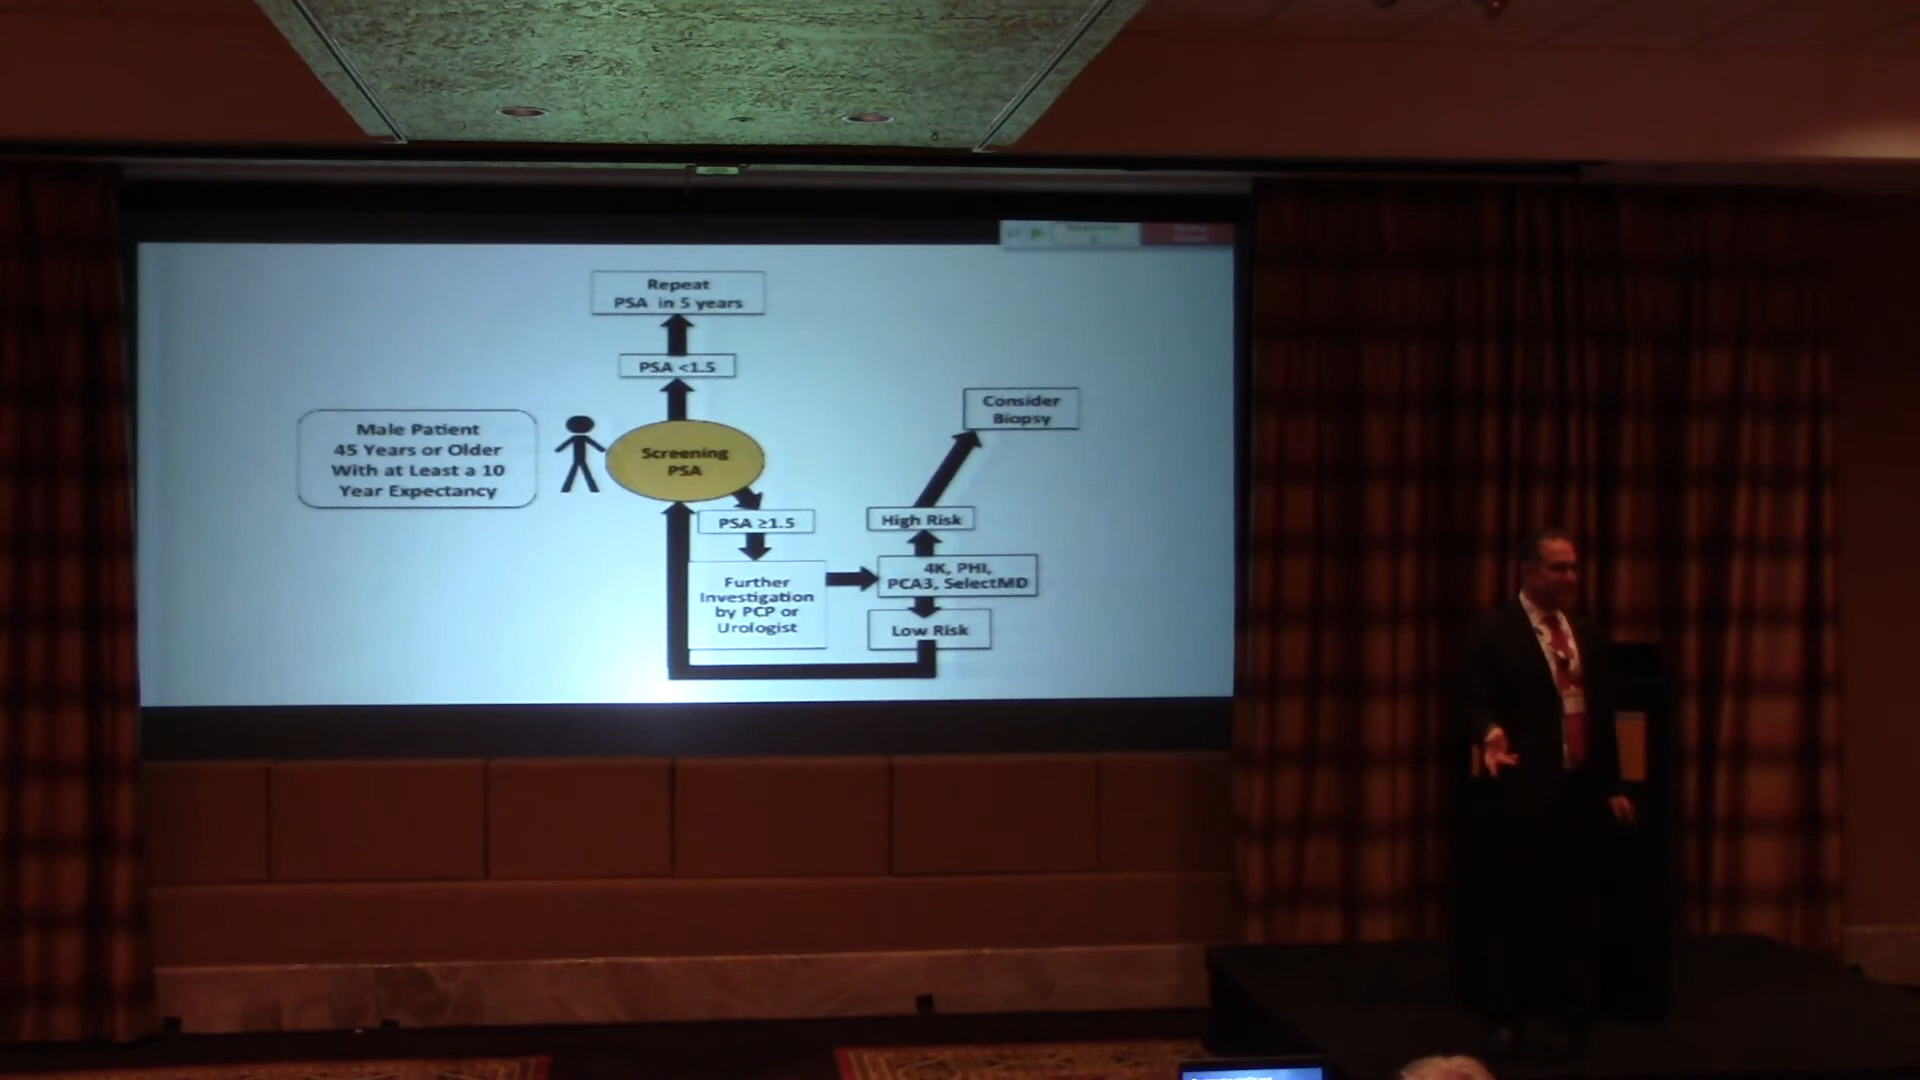 Repeat
PSA in 5 years
PSA <1.5
Male Patient
45 Years or Older
With at Least a 10
Year Expectancy
Screening
PSA
Consider
Biopsy
PSA ≥1.5
High Risk
Further
Investigation
by PCP or
Urologist
4K, PHI,
PCA3, SelectMD
Low Risk